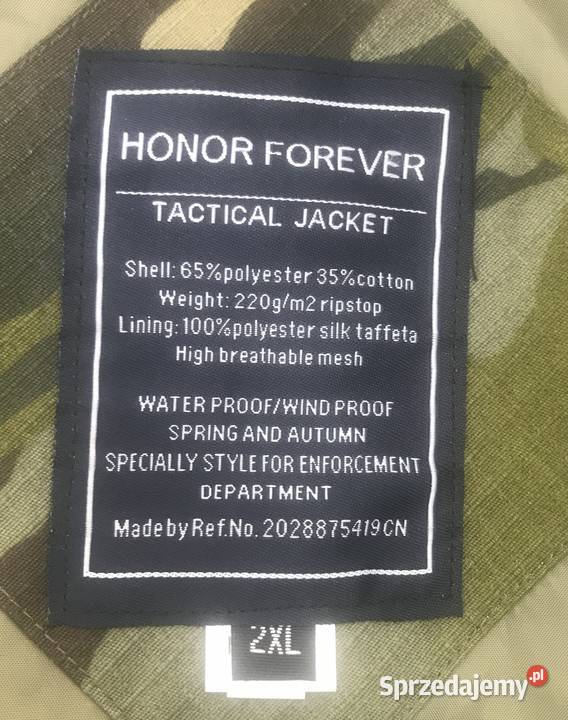 HONOR FOREVER
TACTICAL JACKET
Shell: 65%polyester 35%cotton
Weight: 220g/m2 ripstop
Lining: 100%polyester silk taffeta
High breathable mesh
WATER PROOF/WIND PROOF
SPRING AND AUTUMN
SPECIALLY STYLE FOR ENFORCEMENT
DEPARTMENT
Made by Ref.No. 2028875419CN
2XL
Sprzedajemy.pl